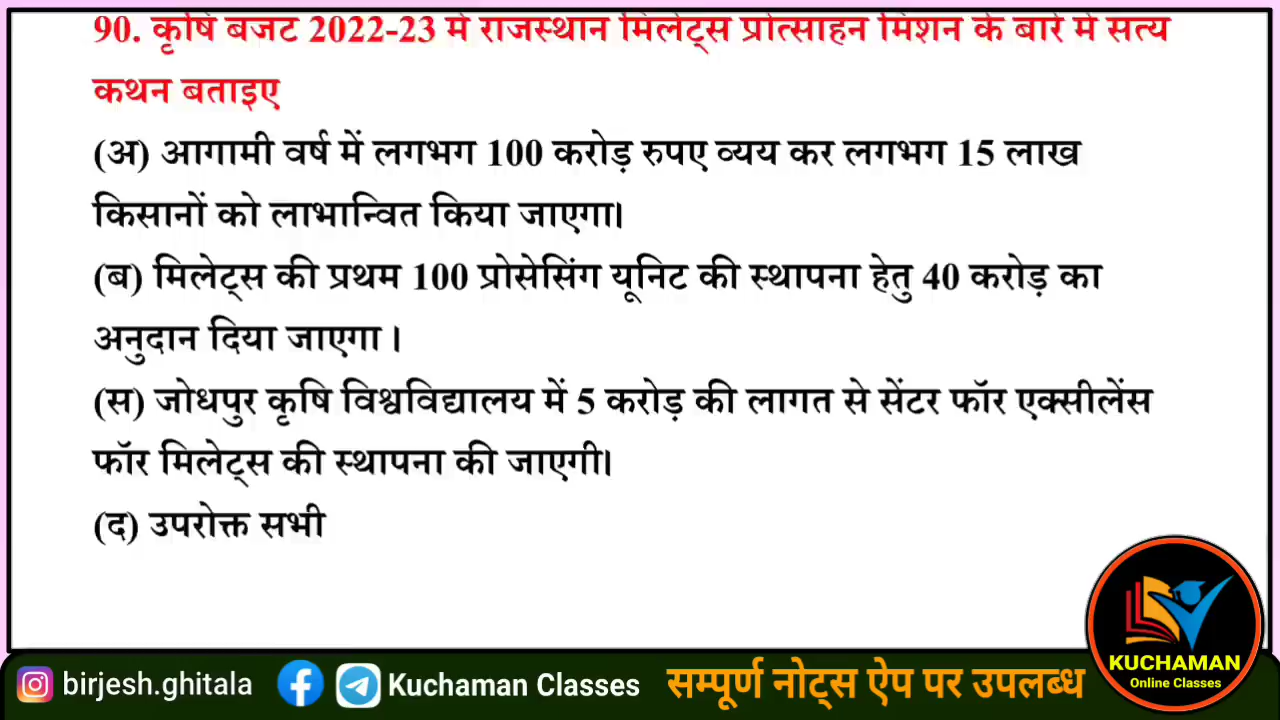 90. कृषि बजट 2022-23 में राजस्थान मिलेट्स प्रोत्साहन मिशन के बारे में सत्य
कथन बताइए
(अ) आगामी वर्ष में लगभग 100 करोड़ रुपए व्यय कर लगभग 15 लाख
किसानों को लाभान्वित किया जाएगा।
(ब) मिलेट्स की प्रथम 100 प्रोसेसिंग यूनिट की स्थापना हेतु 40 करोड़ का
अनुदान दिया जाएगा ।
(स) जोधपुर कृषि विश्वविद्यालय में 5 करोड़ की लागत से सेंटर फॉर एक्सीलेंस
फॉर मिलेट्स की स्थापना की जाएगी।
(द) उपरोक्त सभी
KUCHAMAN
Online Classes
birjesh.ghitala
Kuchaman Classes
सम्पूर्ण नोट्स ऐप पर उपलब्ध